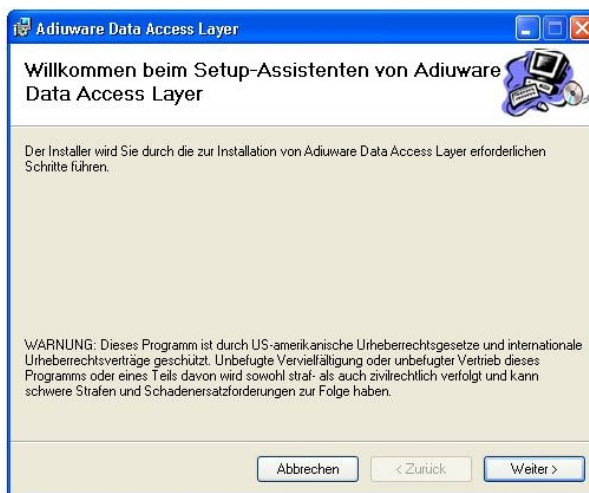 Adiuware Data Access Layer
Willkommen beim Setup-Assistenten von Adiuware
Data Access Layer
Der Installer wird Sie durch die zur Installation von Adiuware Data Access Layer erforderlichen
Schritte führen.
WARNUNG: Dieses Programm ist durch US-amerikanische Urheberrechtsgesetze und internationale
Urheberrechtsverträge geschützt. Unbefugte Vervielfältigung oder unbefugter Vertrieb dieses
Programms oder eines Teils davon wird sowohl straf- als auch zivilrechtlich verfolgt und kann
schwere Strafen und Schadenersatzforderungen zur Folge haben.
Abbrechen
< Zurück
Weiter >